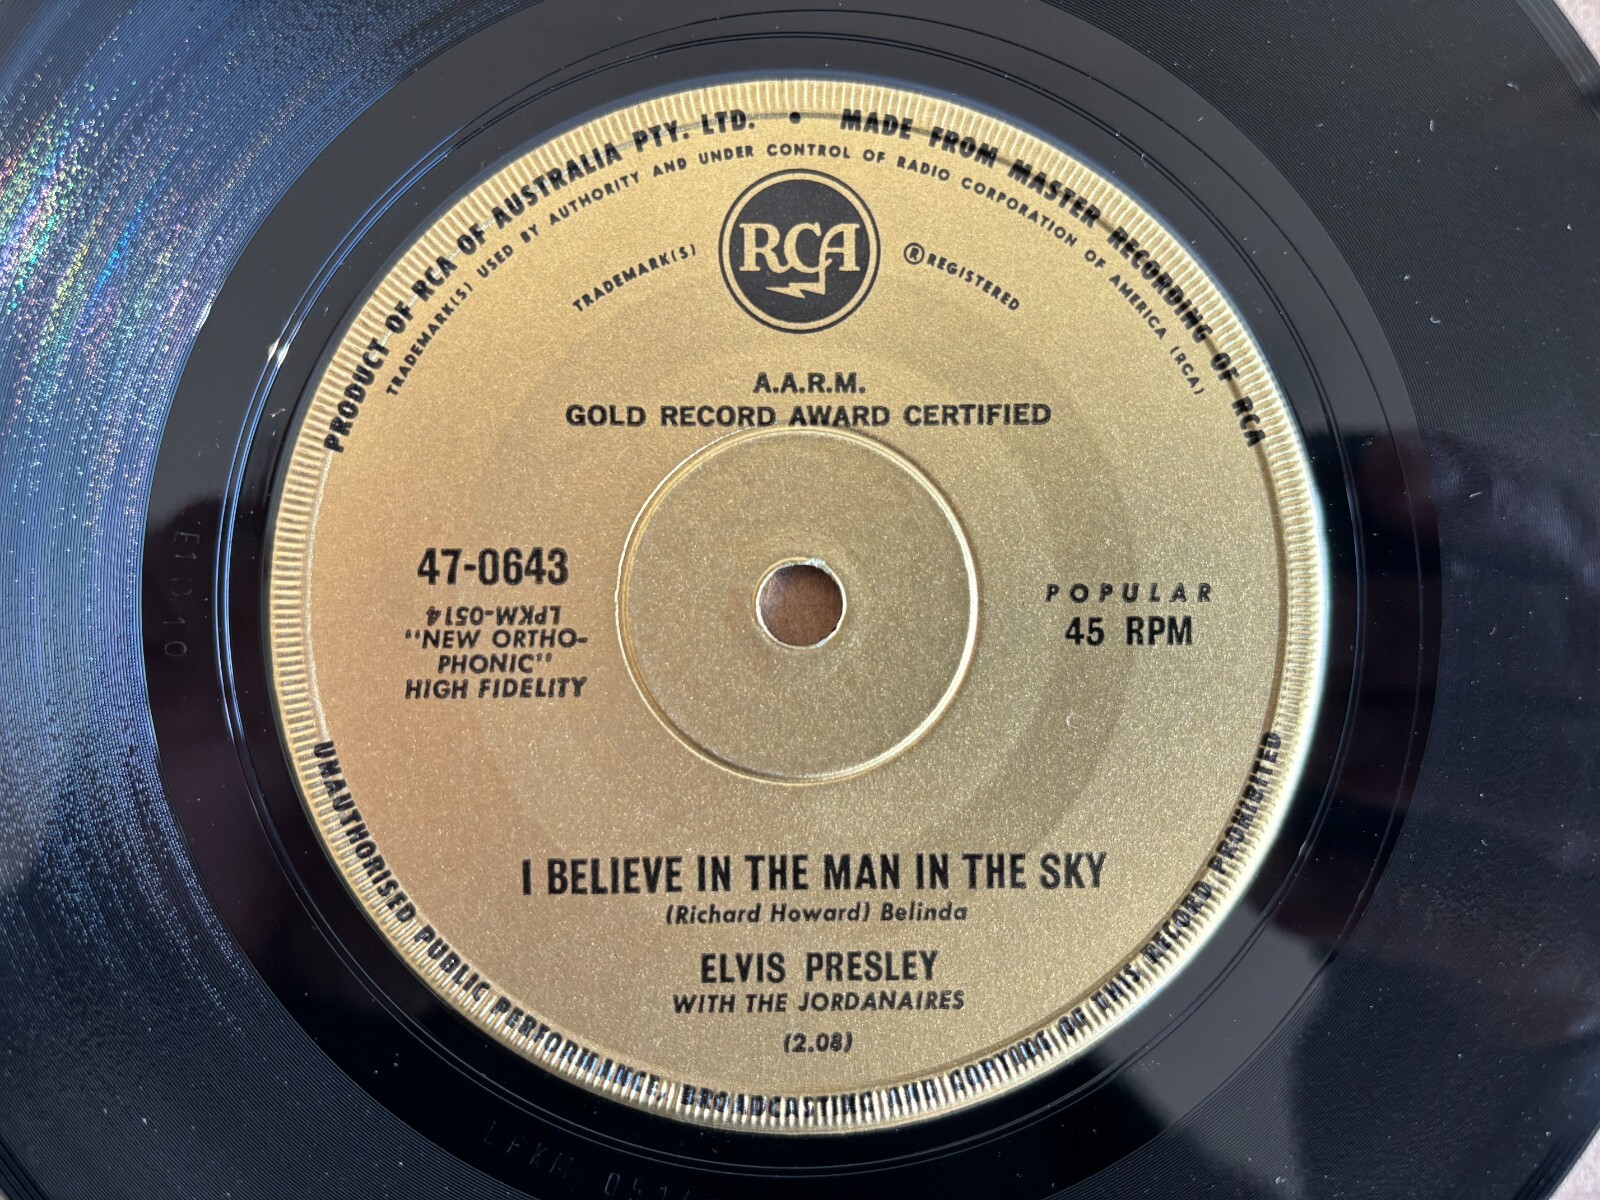 PRODUCT OF RCA OF AUSTRALIA PTY. LTD. • MADE FROM MASTER RECORDING OF RCA
TRADEMARK(S) USED BY AUTHORITY AND UNDER CONTROL OF RADIO CORPORATION OF AMERICA (RCA)
TRADEMARK(S) RCA ® REGISTERED
A.A.R.M.
GOLD RECORD AWARD CERTIFIED
47-0643
LPKM-0514
"NEW ORTHO-
PHONIC"
HIGH FIDELITY
POPULAR
45 RPM
I BELIEVE IN THE MAN IN THE SKY
(Richard Howard) Belinda
ELVIS PRESLEY
WITH THE JORDANAIRES
(2.08)
UNAUTHORISED PUBLIC PERFORMANCE, BROADCASTING AND COPYING OF THIS RECORD PROHIBITED